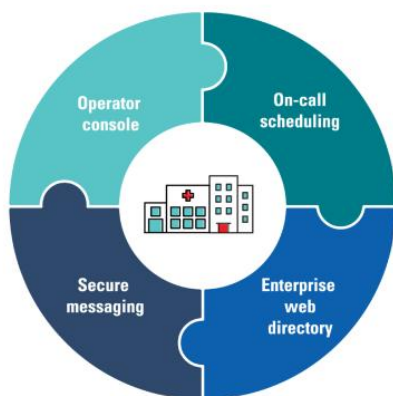 Operator
console
On-call
scheduling
Secure
messaging
Enterprise
web
directory